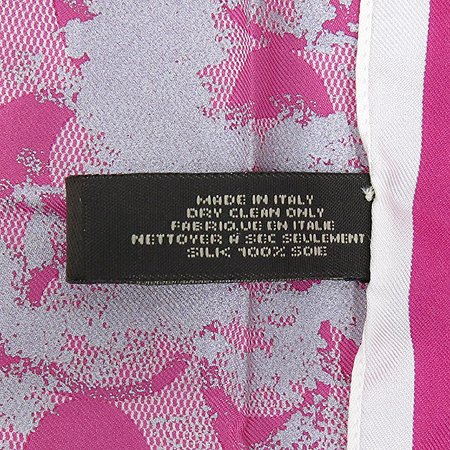 MADE IN ITALY
DRY CLEAN ONLY
FABRIQUE EN ITALIE
NETTOYER A SEC SEULEMENT
SILK 100% SOIE